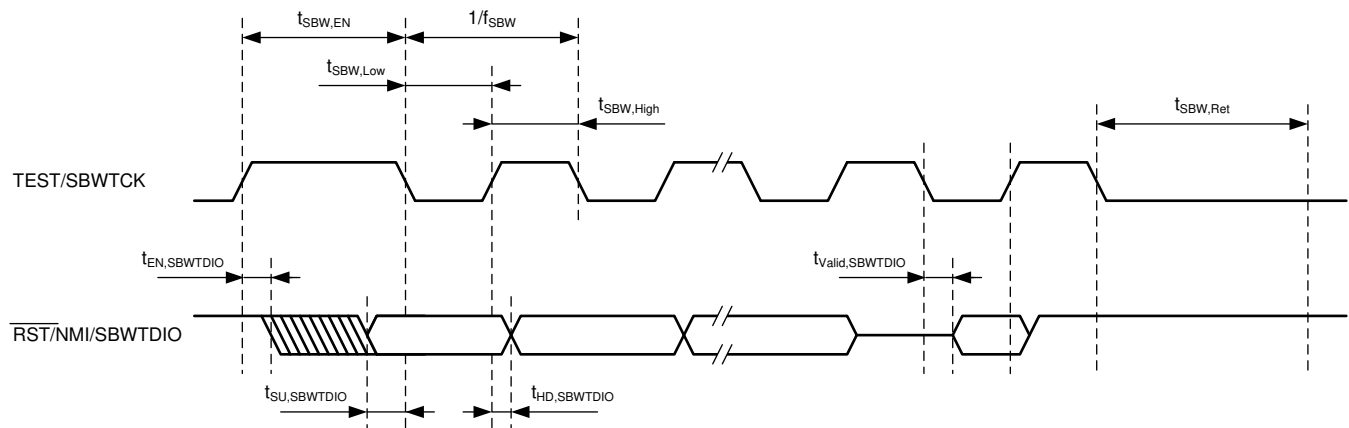 tSBW,EN
1/fSBW
tSBW,Low
tSBW,High
tSBW,Ret
TEST/SBWTCK
tEN,SBWTDIO
tValid,SBWTDIO
RST/NMI/SBWTDIO
tSU,SBWTDIO
tHD,SBWTDIO